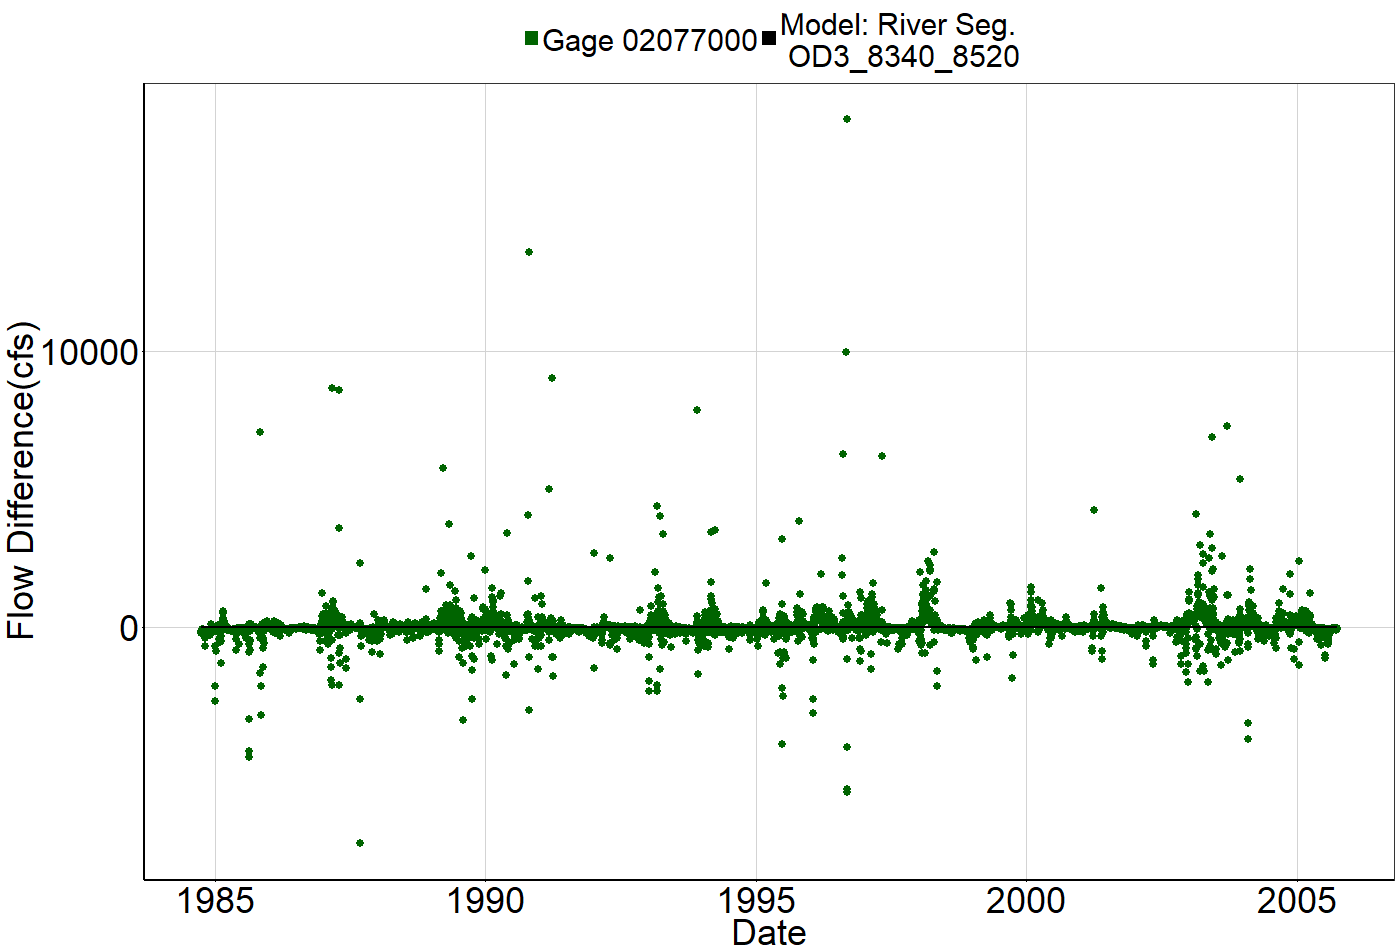 Gage 02077000
Model: River Seg.
OD3_8340_8520
Flow Difference(cfs)
10000
0
1985 1990 1995 2000 2005
Date